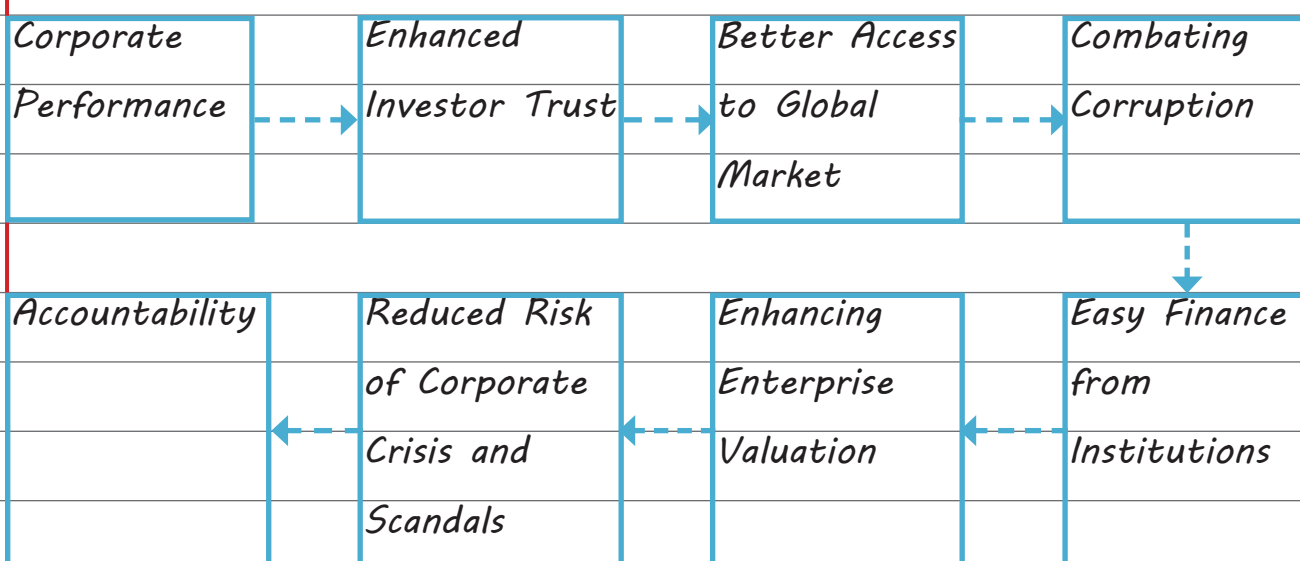 Corporate
Performance
Enhanced
Investor Trust
Better Access
to Global
Market
Combating
Corruption
Easy Finance
from
Institutions
Enhancing
Enterprise
Valuation
Reduced Risk
of Corporate
Crisis and
Scandals
Accountability